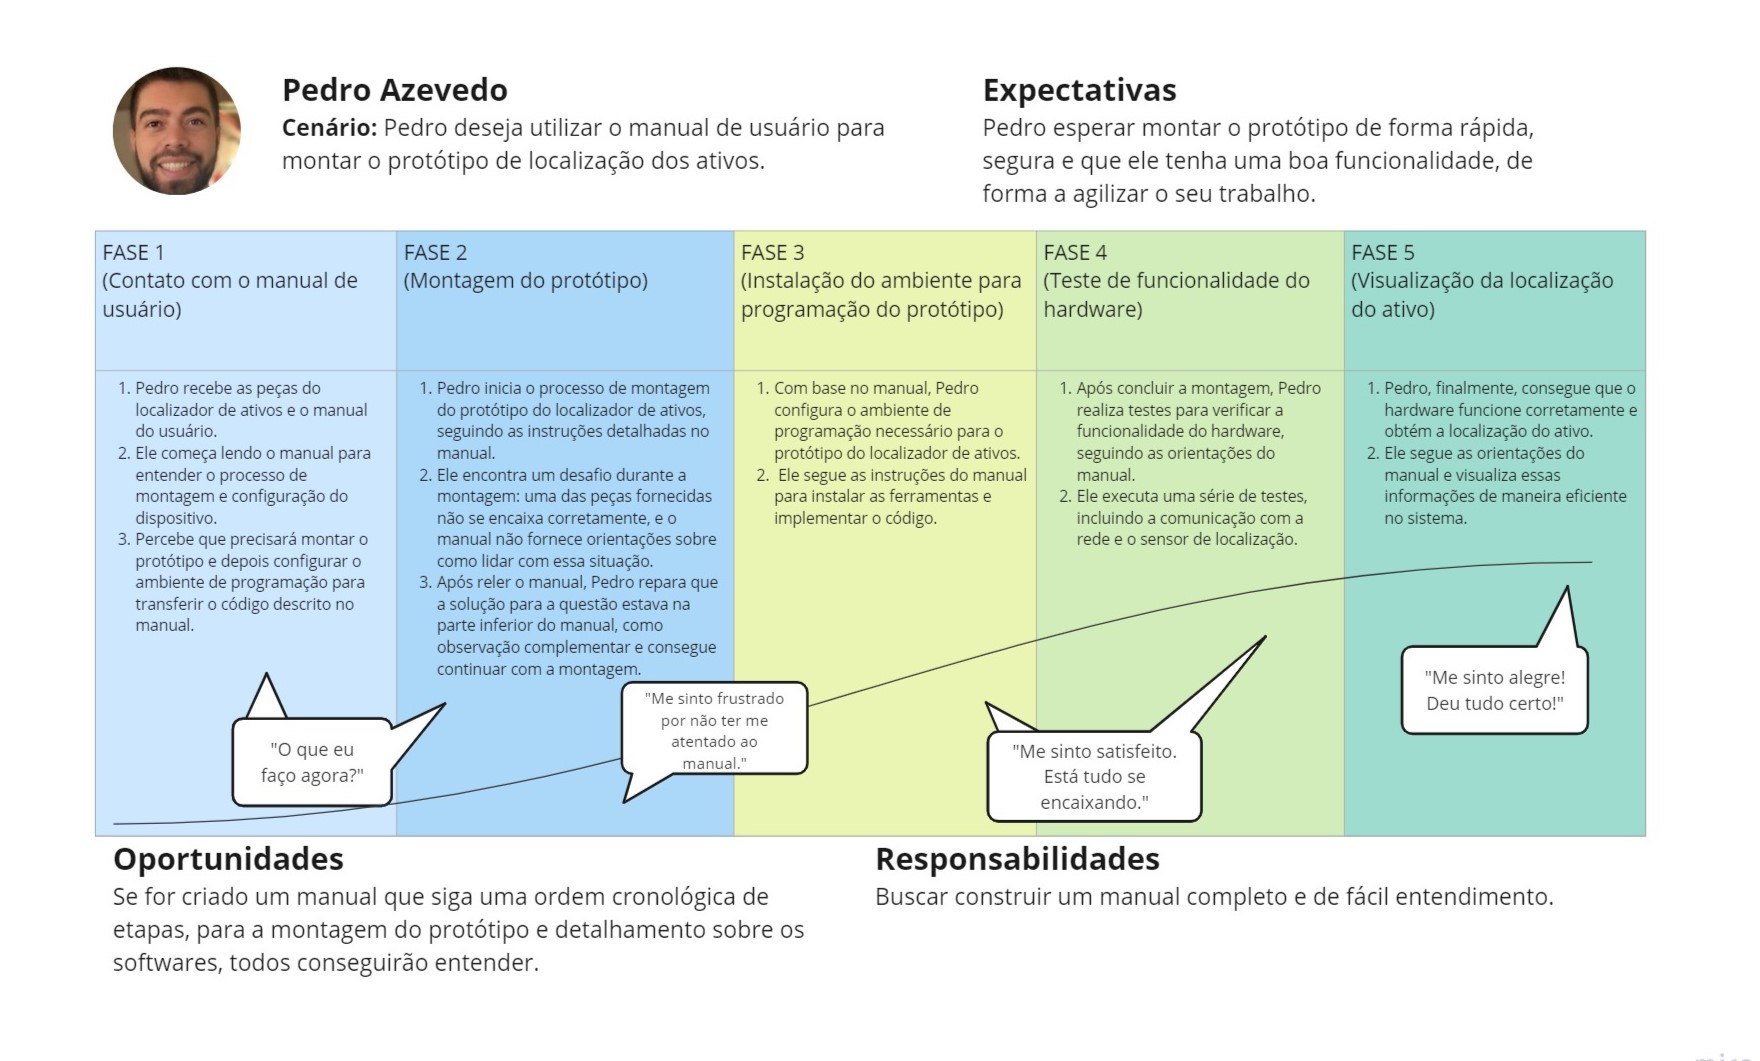 Pedro Azevedo
Cenário: Pedro deseja utilizar o manual de usuário para
montar o protótipo de localização dos ativos.
Expectativas
Pedro esperar montar o protótipo de forma rápida,
segura e que ele tenha uma boa funcionalidade, de
forma a agilizar o seu trabalho.
FASE 1
(Contato com o manual de
usuário)
FASE 2
(Montagem do protótipo)
FASE 3
(Instalação do ambiente para
programação do protótipo)
FASE 4
(Teste de funcionalidade do
hardware)
FASE 5
(Visualização da localização
do ativo)
1. Pedro recebe as peças do
localizador de ativos e o manual
do usuário.
2. Ele começa lendo o manual para
entender o processo de
montagem e configuração do
dispositivo.
3. Percebe que precisará montar o
protótipo e depois configurar o
ambiente de programação para
transferir o código descrito no
manual.
1. Pedro inicia o processo de montagem
do protótipo do localizador de ativos,
seguindo as instruções detalhadas no
manual.
2. Ele encontra um desafio durante a
montagem: uma das peças fornecidas
não se encaixa corretamente, e o
manual não fornece orientações sobre
como lidar com essa situação.
3. Após reler o manual, Pedro repara que
a solução para a questão estava na
parte inferior do manual, como
observação complementar e consegue
continuar com a montagem.
1. Com base no manual, Pedro
configura o ambiente de
programação necessário para o
protótipo do localizador de ativos.
2. Ele segue as instruções do manual
para instalar as ferramentas e
implementar o código.
1. Após concluir a montagem, Pedro
realiza testes para verificar a
funcionalidade do hardware,
seguindo as orientações do
manual.
2. Ele executa uma série de testes,
incluindo a comunicação com a
rede e o sensor de localização.
1. Pedro, finalmente, consegue que o
hardware funcione corretamente e
obtém a localização do ativo.
2. Ele segue as orientações do
manual e visualiza essas
informações de maneira eficiente
no sistema.
"O que eu
faço agora?"
"Me sinto frustrado
por não ter me
atentado ao
manual."
"Me sinto satisfeito.
Está tudo se
encaixando."
"Me sinto alegre!
Deu tudo certo!"
Oportunidades
Se for criado um manual que siga uma ordem cronológica de
etapas, para a montagem do protótipo e detalhamento sobre os
softwares, todos conseguirão entender.
Responsabilidades
Buscar construir um manual completo e de fácil entendimento.